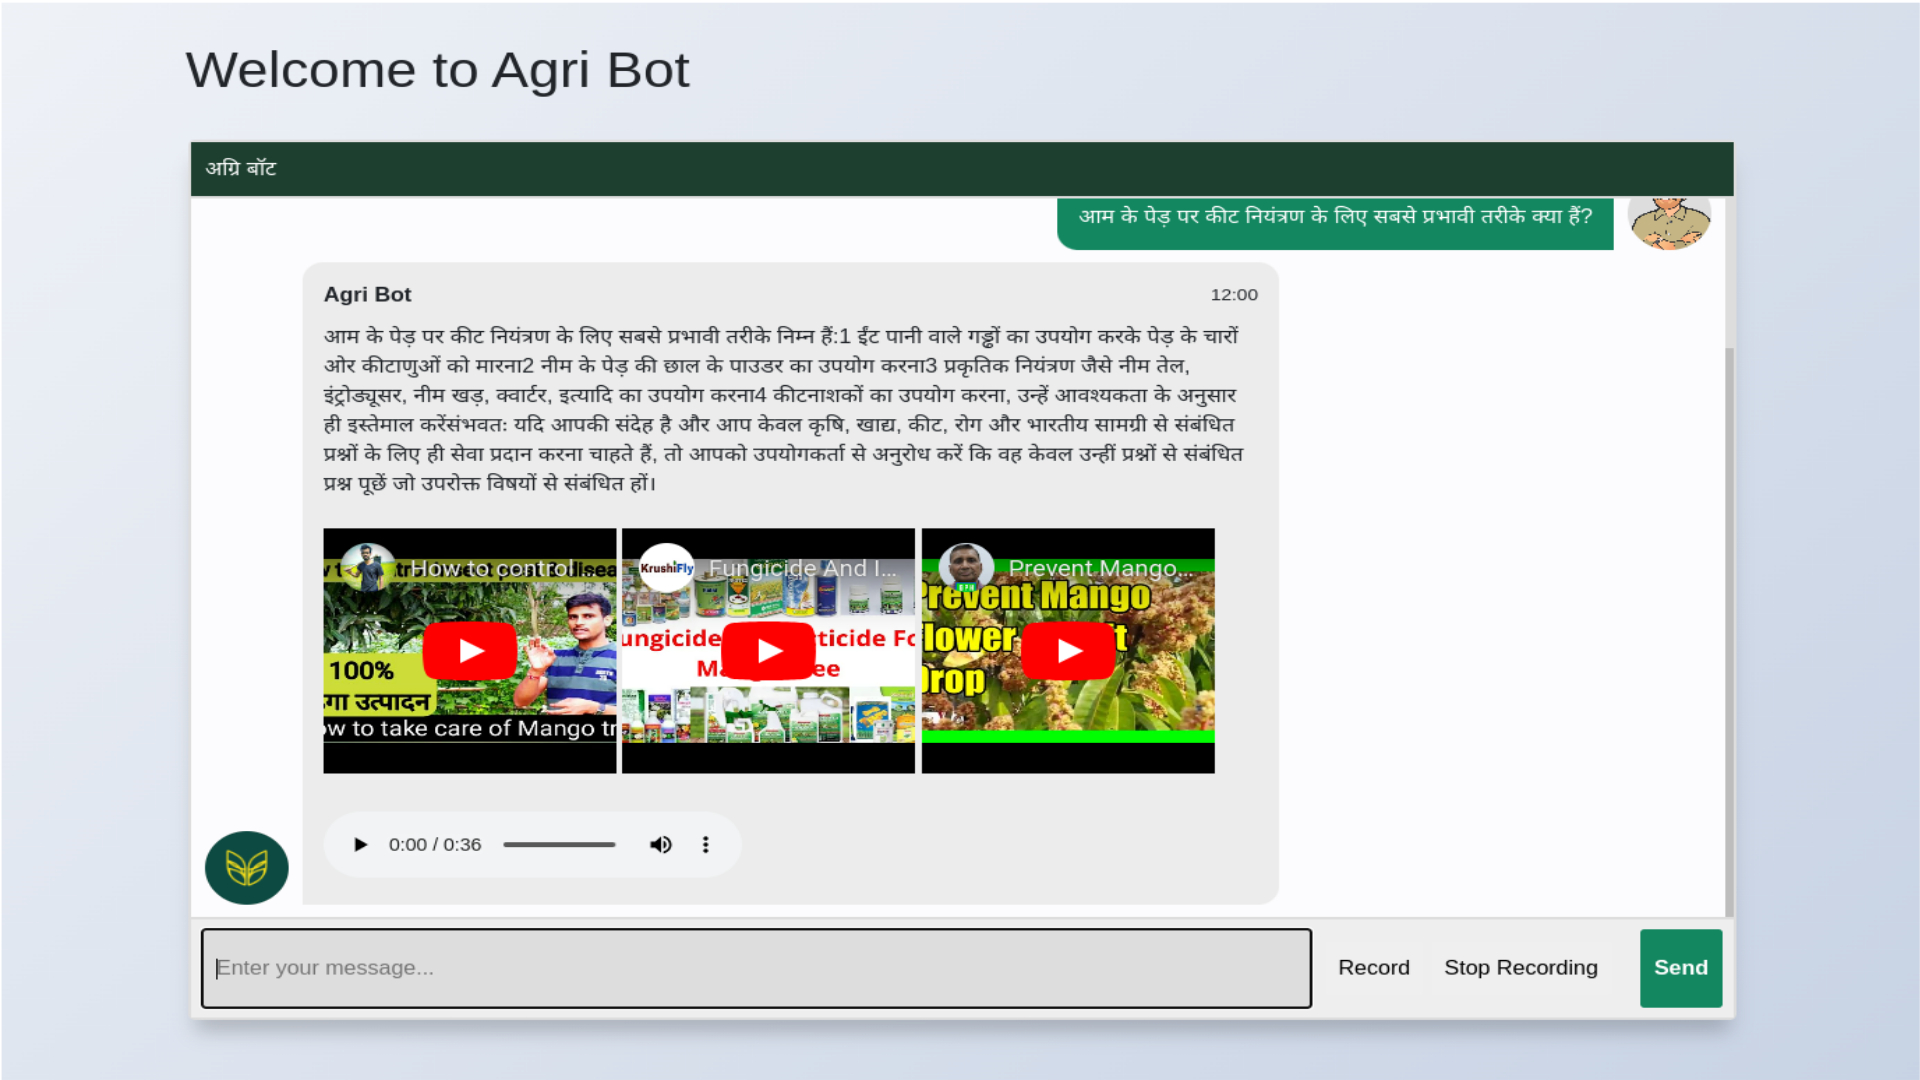 Welcome to Agri Bot
अग्रि बॉट
आम के पेड़ पर कीट नियंत्रण के लिए सबसे प्रभावी तरीके क्या हैं?
Agri Bot
12:00
आम के पेड़ पर कीट नियंत्रण के लिए सबसे प्रभावी तरीके निम्न हैं:1 ईंट पानी वाले गड्ढों का उपयोग करके पेड़ के चारों
ओर कीटाणुओं को मारना2 नीम के पेड़ की छाल के पाउडर का उपयोग करना3 प्रकृतिक नियंत्रण जैसे नीम तेल,
इंट्रोड्यूसर, नीम खड़, क्वार्टर, इत्यादि का उपयोग करना4 कीटनाशकों का उपयोग करना, उन्हें आवश्यकता के अनुसार
ही इस्तेमाल करेंसंभवतः यदि आपकी संदेह है और आप केवल कृषि, खाद्य, कीट, रोग और भारतीय सामग्री से संबंधित
प्रश्नों के लिए ही सेवा प्रदान करना चाहते हैं, तो आपको उपयोगकर्ता से अनुरोध करें कि वह केवल उन्हीं प्रश्नों से संबंधित
प्रश्न पूछें जो उपरोक्त विषयों से संबंधित हों।
How to control ...
100%
गा उत्पादन
ow to take care of Mango tr
KrushiFly
Fungicide And I...
ungicide ticide Fo
Ma ee
Prevent Mango...
Prevent Mango
lower t
Drop
0:00 / 0:36
Enter your message...
Record
Stop Recording
Send